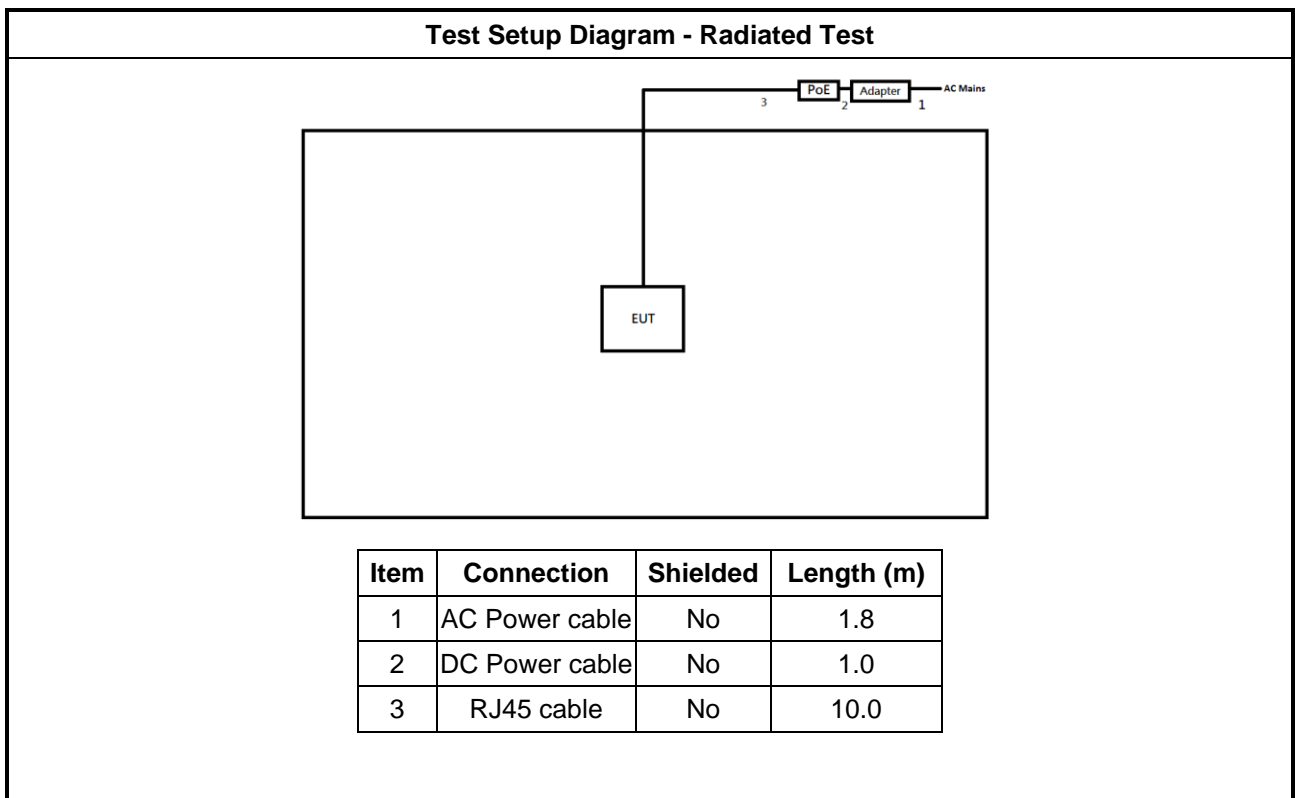 Test Setup Diagram - Radiated Test
3 PoE 2 Adapter 1 AC Mains
EUT
Item Connection Shielded Length (m)
1 AC Power cable No 1.8
2 DC Power cable No 1.0
3 RJ45 cable No 10.0